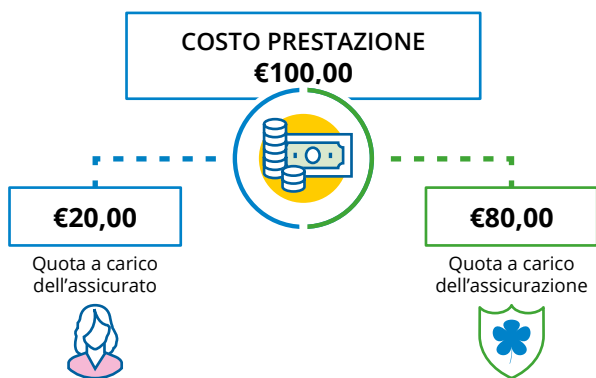 COSTO PRESTAZIONE
€100,00
€20,00
Quota a carico
dell'assicurato
€80,00
Quota a carico
dell'assicurazione